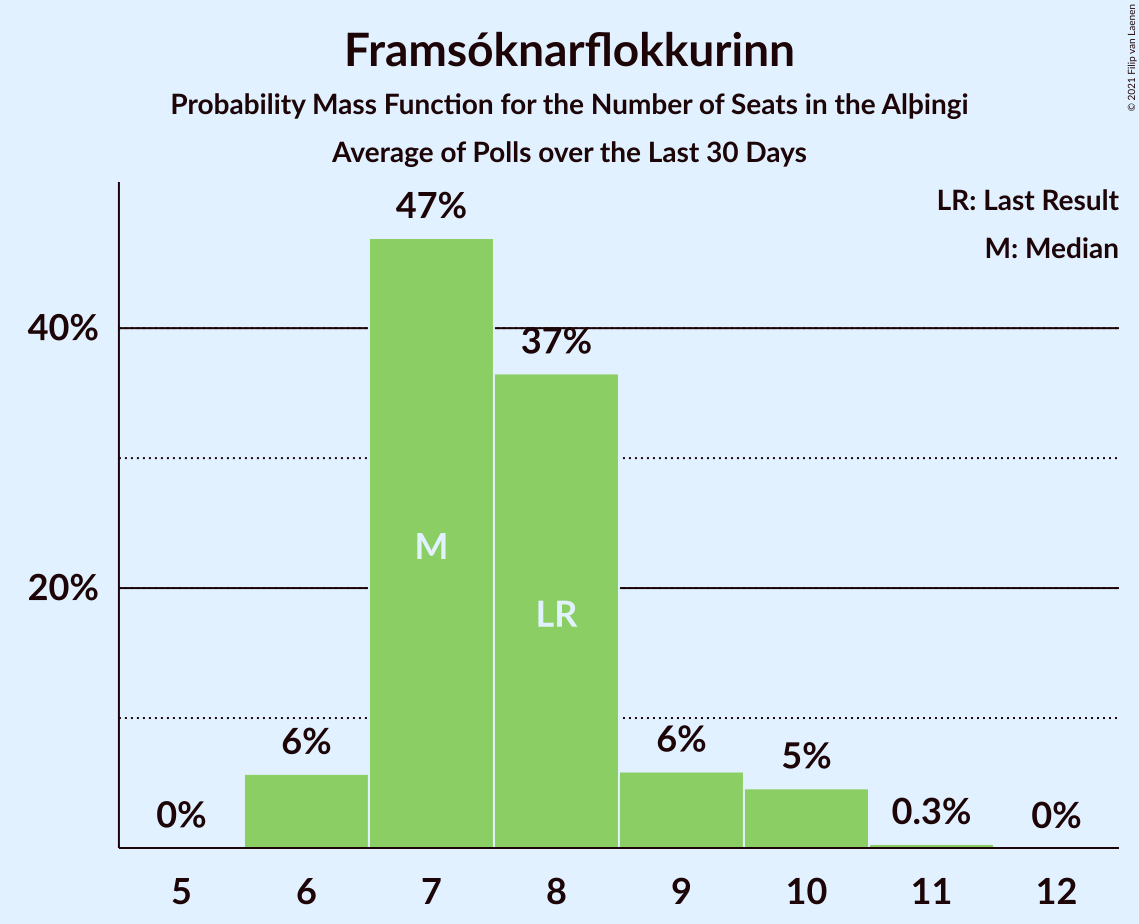 Framsóknarflokkurinn
Probability Mass Function for the Number of Seats in the Alþingi
Average of Polls over the Last 30 Days
© 2021 Filip van Laenen
LR: Last Result
M: Median
47%
40%
37%
M
20%
LR
6%
6%
5%
0%
0.3%
0%
5 6 7 8 9 10 11 12